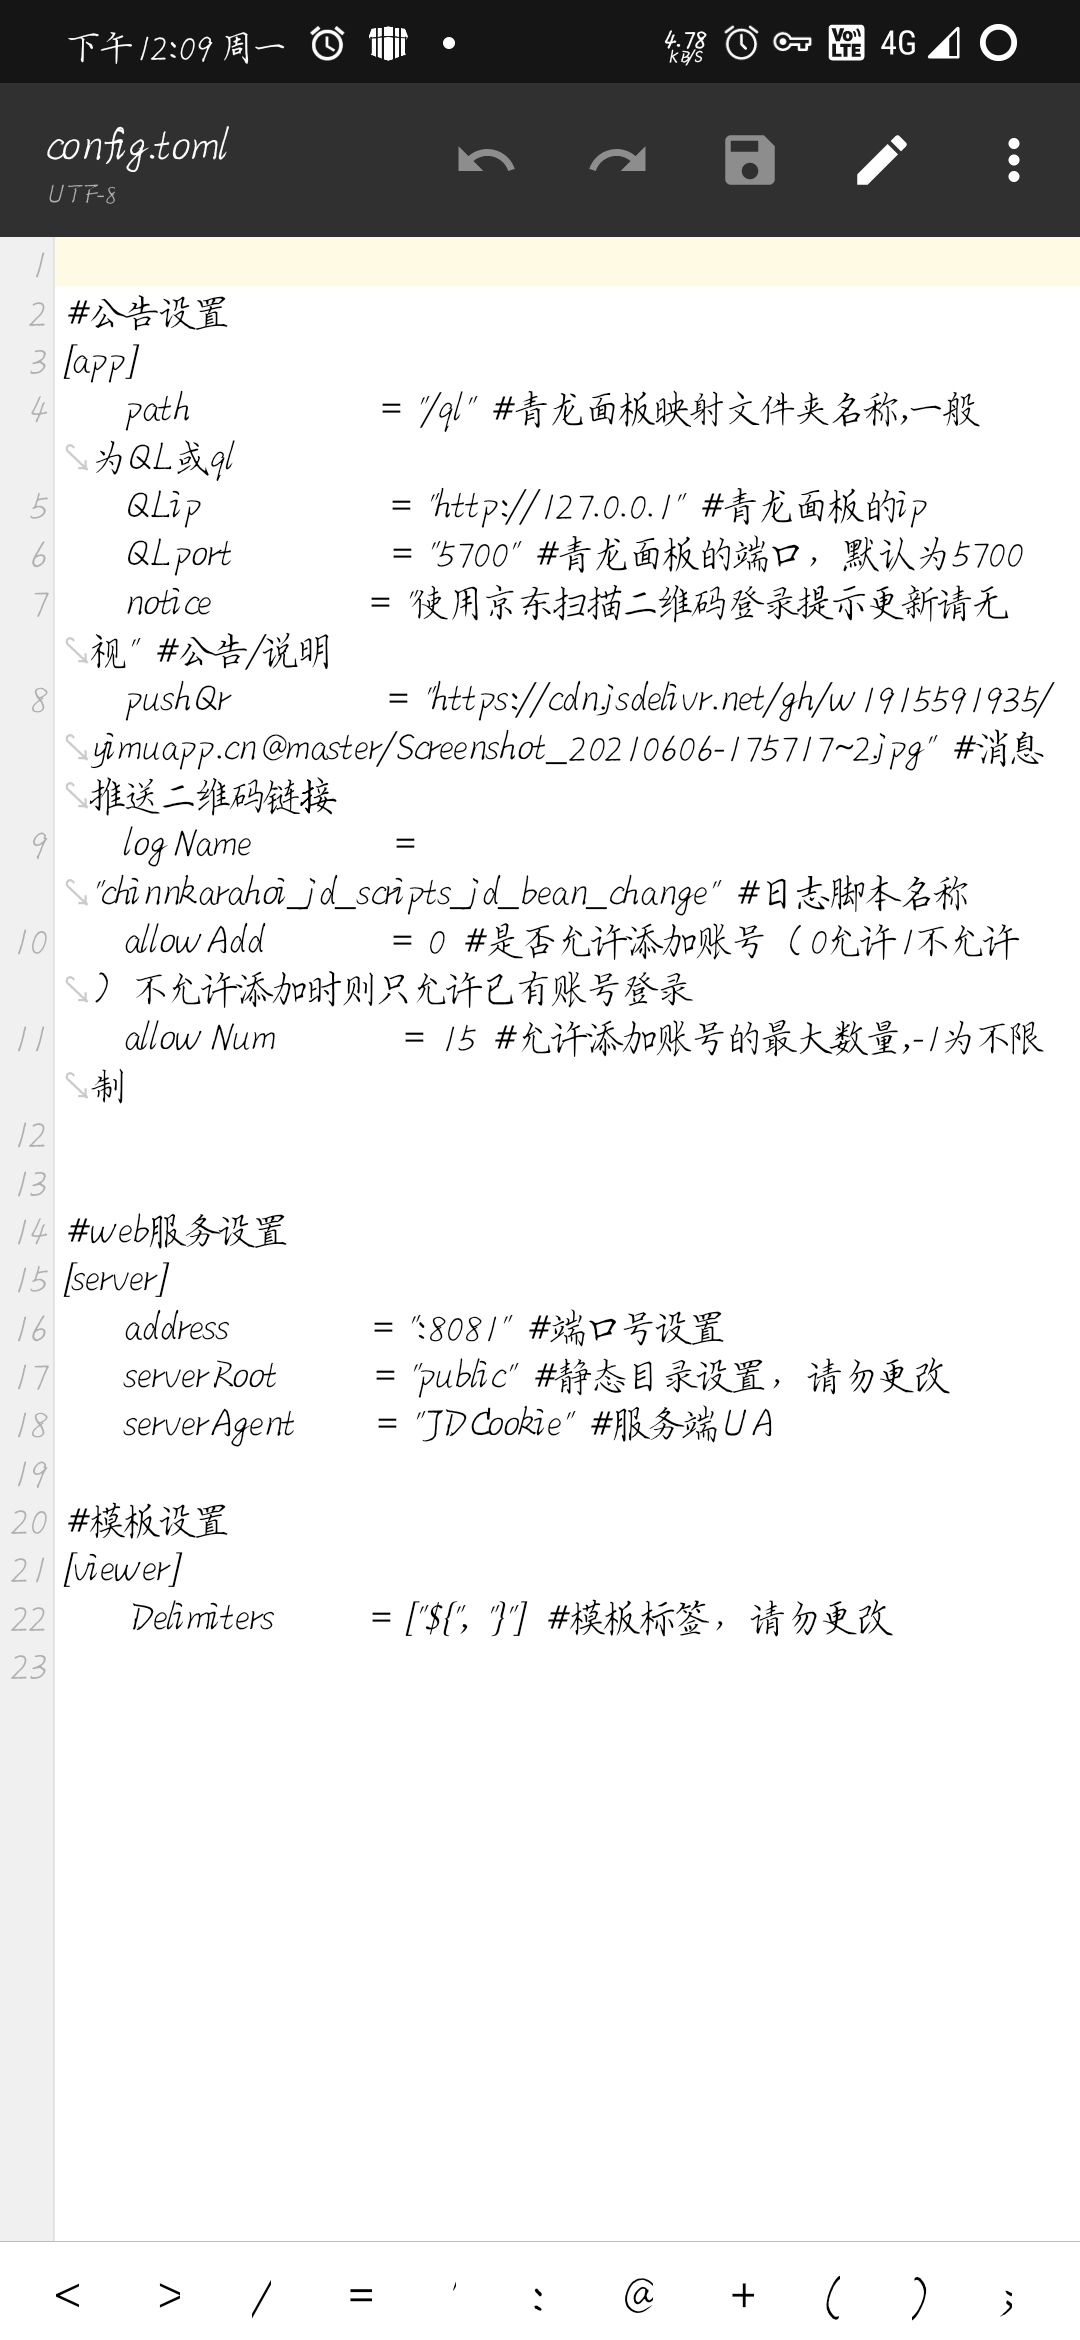 下午12:09 周一
4.78 KB/S
Vo)) LTE
4G
config.toml
UTF-8
1
2 #公告设置
3 [app]
4 path = "/ql" #青龙面板映射文件夹名称,一般
为QL或ql
5 QLip = "http://127.0.0.1" #青龙面板的ip
6 QLport = "5700" #青龙面板的端口，默认为5700
7 notice = "使用京东扫描二维码登录提示更新请无
视" #公告/说明
8 pushQr = "https://cdn.jsdelivr.net/gh/w1915591935/
yimuapp.cn@master/Screenshot_20210606-175717~2.jpg" #消息
推送二维码链接
9 logName =
"chinnkarahoi_jd_scripts_jd_bean_change" #日志脚本名称
10 allowAdd = 0 #是否允许添加账号（0允许1不允许
）不允许添加时则只允许已有账号登录
11 allowNum = 15 #允许添加账号的最大数量,-1为不限
制
12
13
14 #web服务设置
15 [server]
16 address = ":8081" #端口号设置
17 serverRoot = "public" #静态目录设置，请勿更改
18 serverAgent = "JDCookie" #服务端UA
19
20 #模板设置
21 [viewer]
22 Delimiters = ["${", "}"] #模板标签，请勿更改
23
< > / = ' : @ + ( ) ;